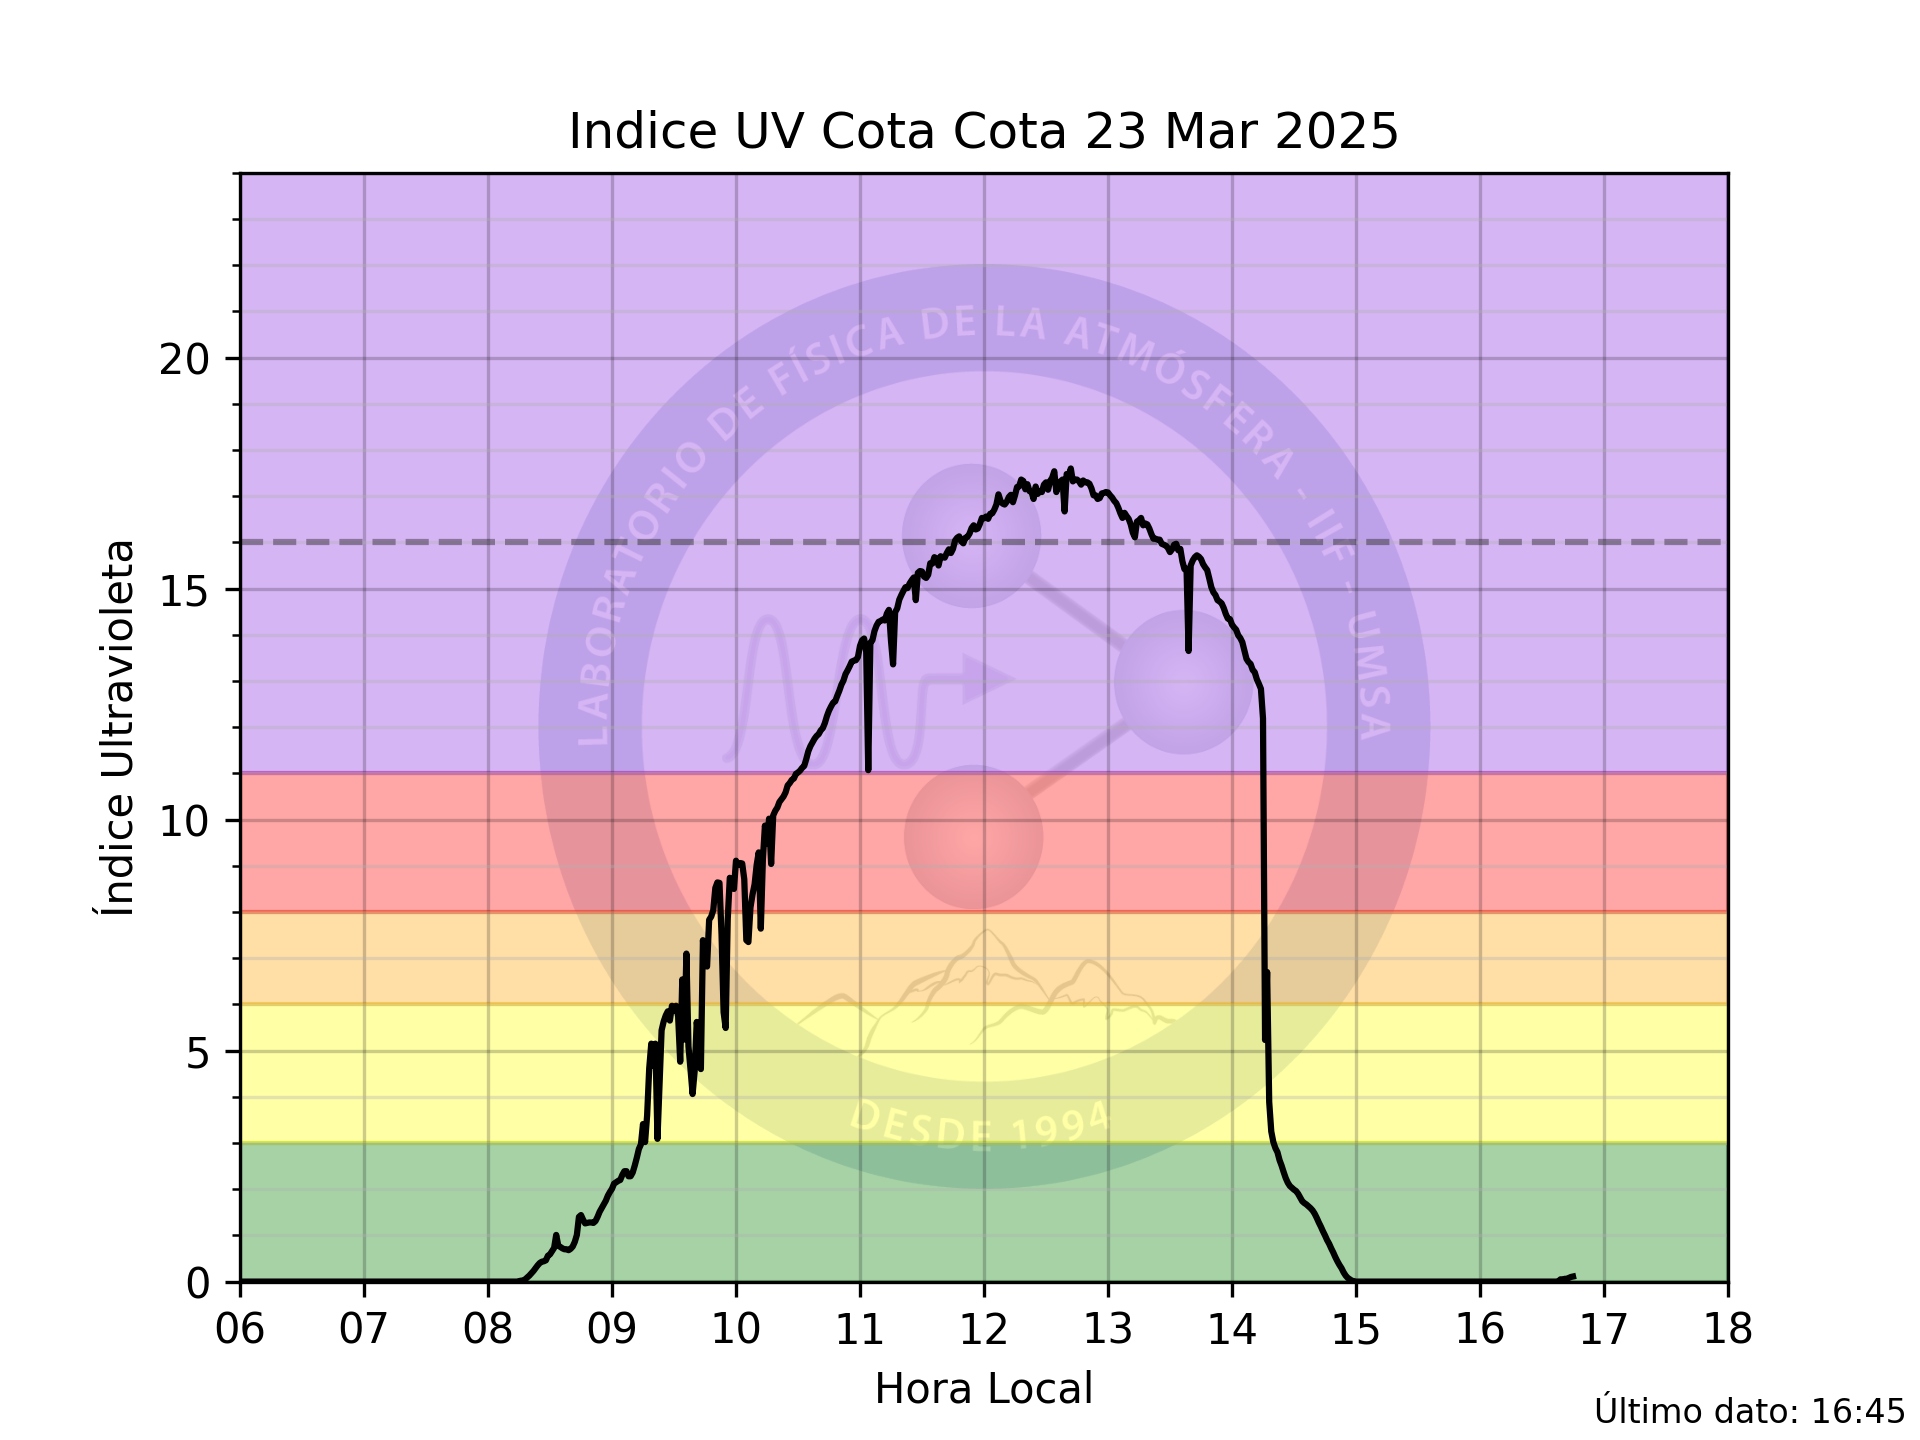 Indice UV Cota Cota 23 Mar 2025
LABORATORIO DE FÍSICA DE LA ATMÓSFERA - IIF - UMSA
DESDE 1994
Índice Ultravioleta
20
15
10
5
0
06 07 08 09 10 11 12 13 14 15 16 17 18
Hora Local
Último dato: 16:45